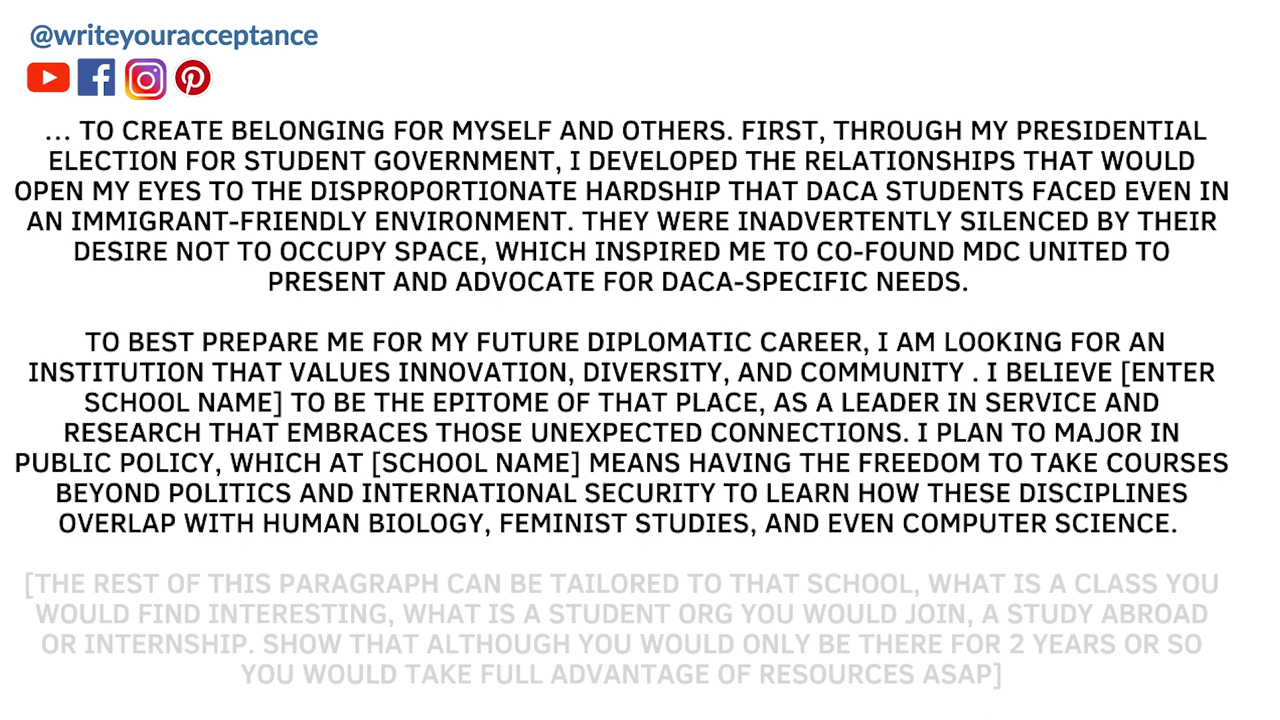 @writeyouracceptance
... TO CREATE BELONGING FOR MYSELF AND OTHERS. FIRST, THROUGH MY PRESIDENTIAL
ELECTION FOR STUDENT GOVERNMENT, I DEVELOPED THE RELATIONSHIPS THAT WOULD
OPEN MY EYES TO THE DISPROPORTIONATE HARDSHIP THAT DACA STUDENTS FACED EVEN IN
AN IMMIGRANT-FRIENDLY ENVIRONMENT. THEY WERE INADVERTENTLY SILENCED BY THEIR
DESIRE NOT TO OCCUPY SPACE, WHICH INSPIRED ME TO CO-FOUND MDC UNITED TO
PRESENT AND ADVOCATE FOR DACA-SPECIFIC NEEDS.
TO BEST PREPARE ME FOR MY FUTURE DIPLOMATIC CAREER, I AM LOOKING FOR AN
INSTITUTION THAT VALUES INNOVATION, DIVERSITY, AND COMMUNITY . I BELIEVE [ENTER
SCHOOL NAME] TO BE THE EPITOME OF THAT PLACE, AS A LEADER IN SERVICE AND
RESEARCH THAT EMBRACES THOSE UNEXPECTED CONNECTIONS. I PLAN TO MAJOR IN
PUBLIC POLICY, WHICH AT [SCHOOL NAME] MEANS HAVING THE FREEDOM TO TAKE COURSES
BEYOND POLITICS AND INTERNATIONAL SECURITY TO LEARN HOW THESE DISCIPLINES
OVERLAP WITH HUMAN BIOLOGY, FEMINIST STUDIES, AND EVEN COMPUTER SCIENCE.
[THE REST OF THIS PARAGRAPH CAN BE TAILORED TO THAT SCHOOL, WHAT IS A CLASS YOU
WOULD FIND INTERESTING, WHAT IS A STUDENT ORG YOU WOULD JOIN, A STUDY ABROAD
OR INTERNSHIP. SHOW THAT ALTHOUGH YOU WOULD ONLY BE THERE FOR 2 YEARS OR SO
YOU WOULD TAKE FULL ADVANTAGE OF RESOURCES ASAP]